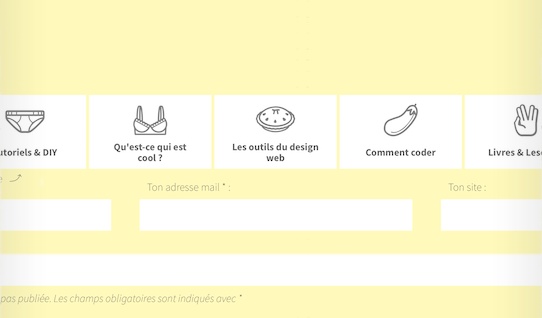 utoriels & DIY
Qu'est-ce qui est
cool ?
Les outils du design
web
Comment coder
Livres & Les
Ton adresse mail * :
Ton site :
pas publiée. Les champs obligatoires sont indiqués avec *